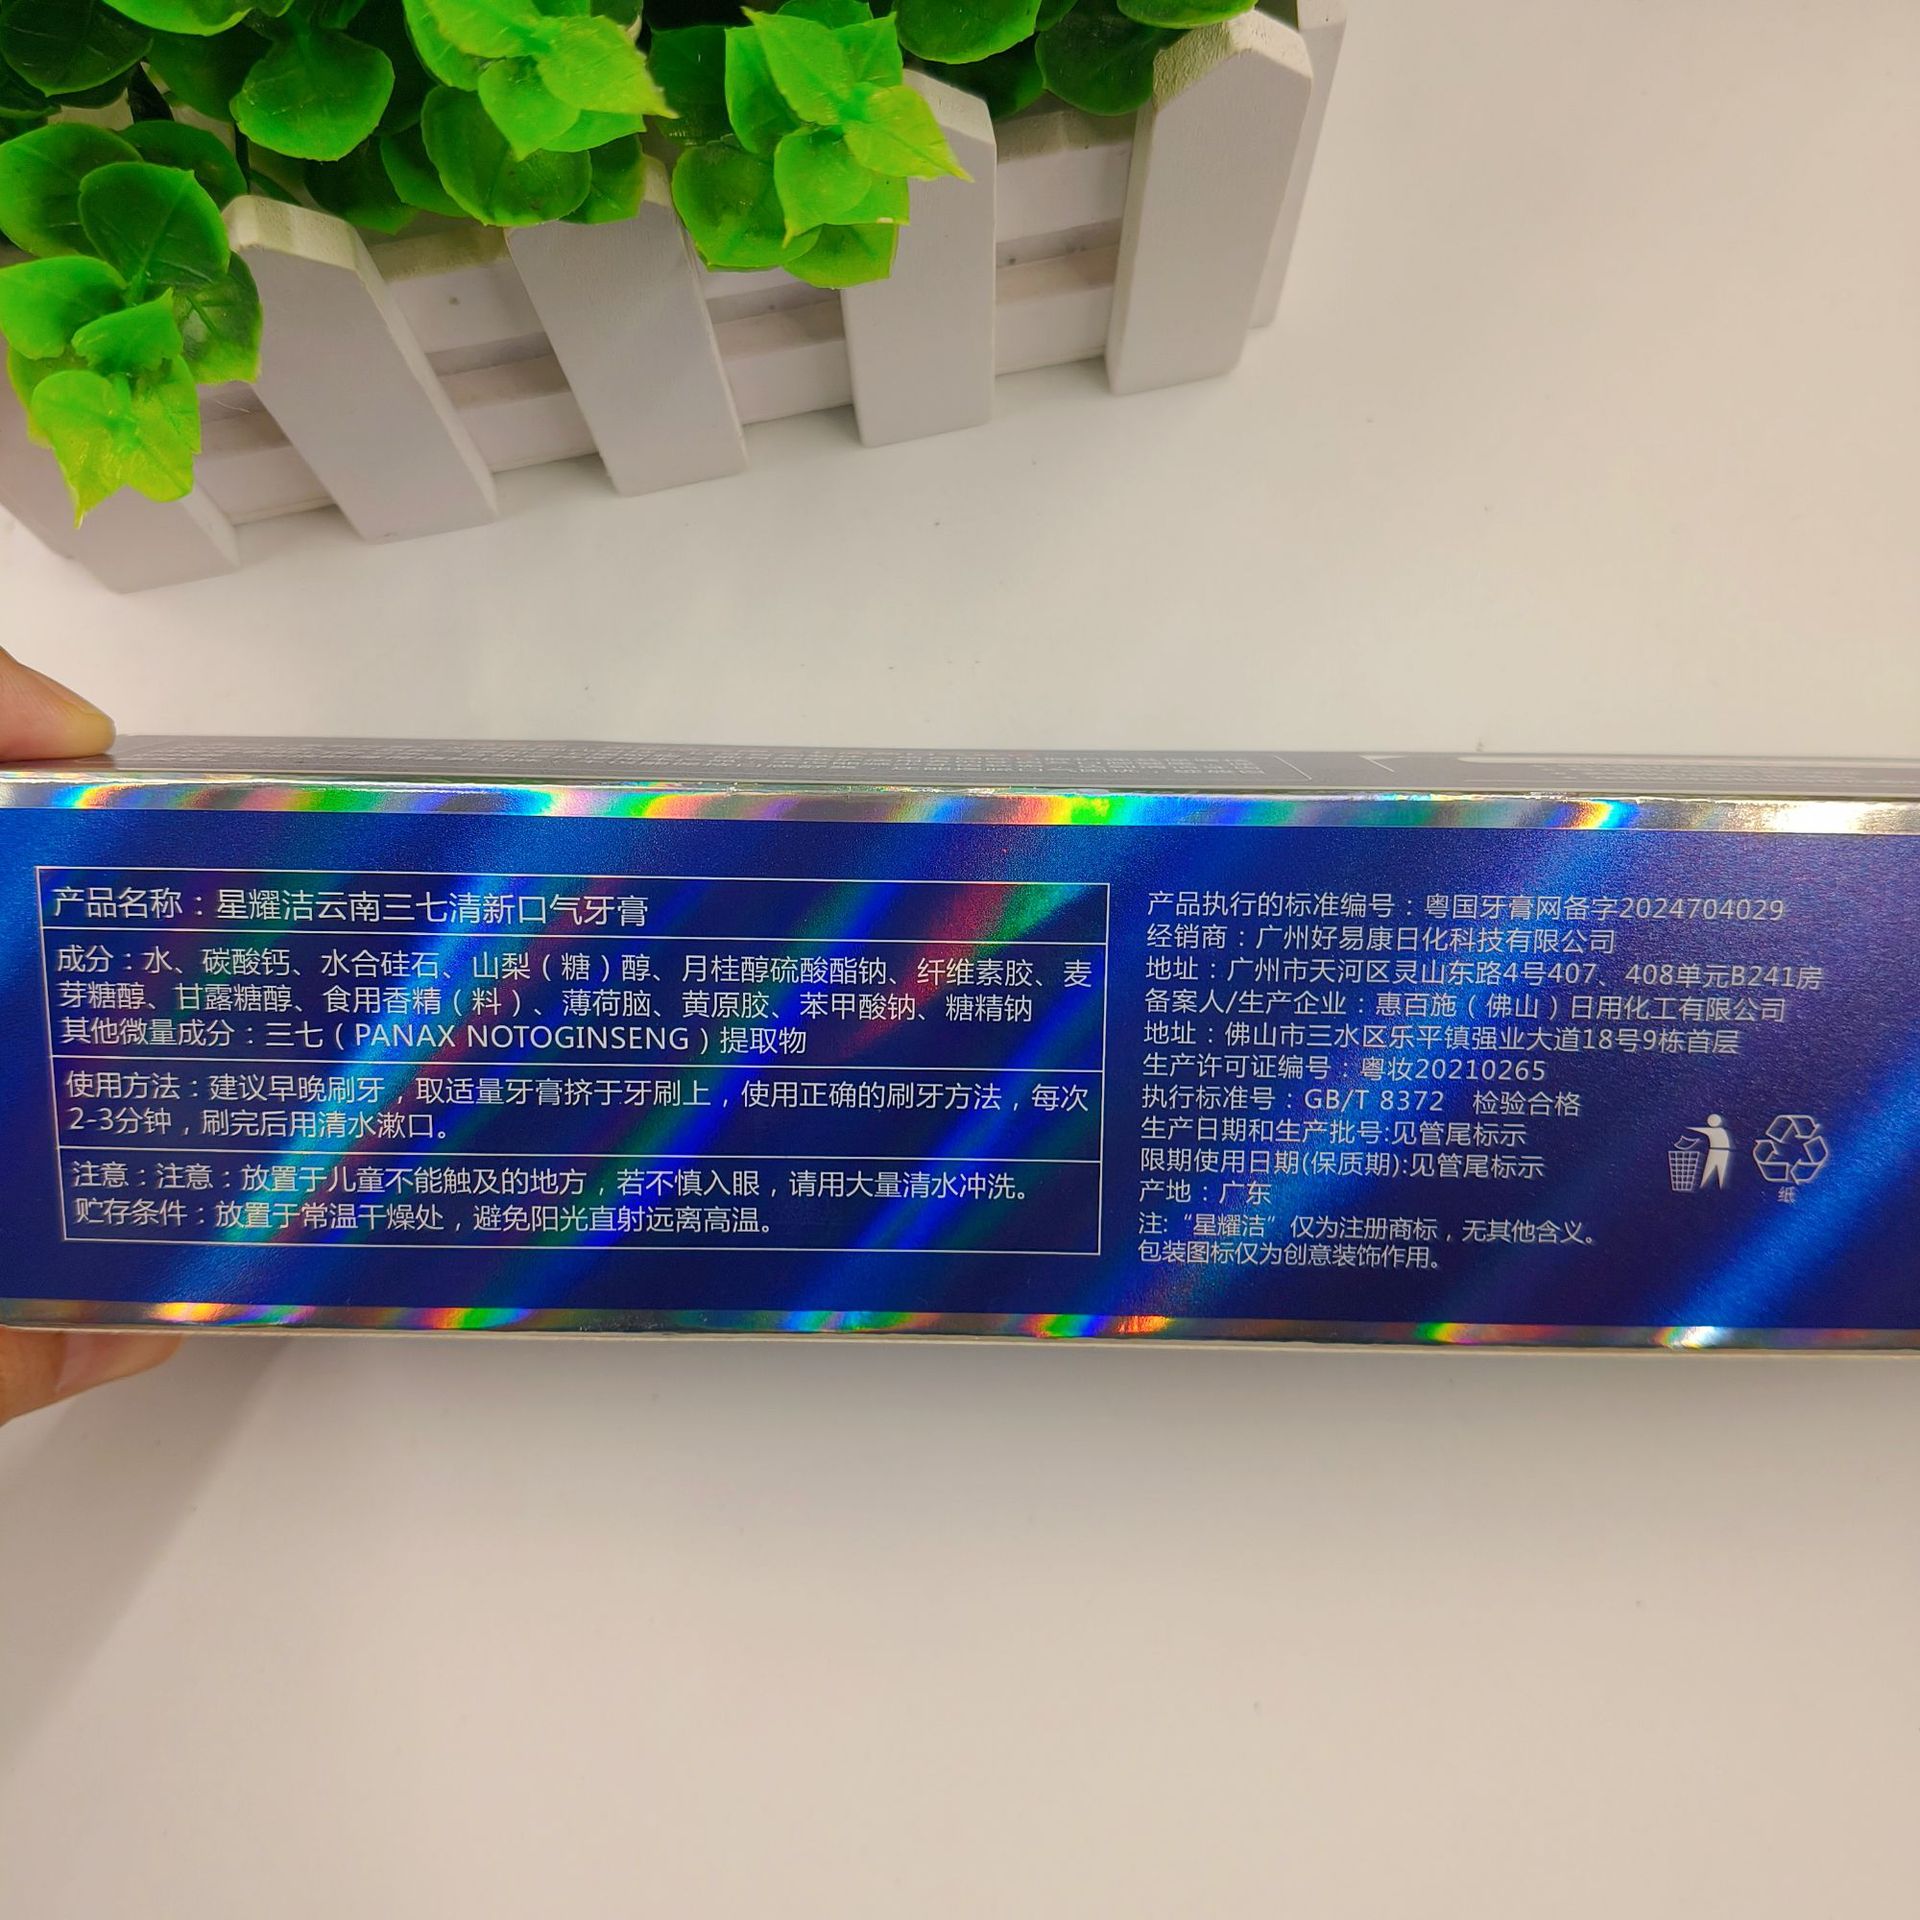 产品名称：星耀洁云南三七清新口气牙膏
成分：水、碳酸钙、水合硅石、山梨（糖）醇、月桂醇硫酸酯钠、纤维素胶、麦
芽糖醇、甘露糖醇、食用香精（料）、薄荷脑、黄原胶、苯甲酸钠、糖精钠
其他微量成分：三七（PANAX NOTOGINSENG）提取物
使用方法：建议早晚刷牙，取适量牙膏挤于牙刷上，使用正确的刷牙方法，每次
2-3分钟，刷完后用清水漱口。
注意：注意：放置于儿童不能触及的地方，若不慎入眼，请用大量清水冲洗。
贮存条件：放置于常温干燥处，避免阳光直射远离高温。
产品执行的标准编号：粤国牙膏网备字2024704029
经销商：广州好易康日化科技有限公司
地址：广州市天河区灵山东路4号407、408单元B241房
备案人/生产企业：惠百施（佛山）日用化工有限公司
地址：佛山市三水区乐平镇强业大道18号9栋首层
生产许可证编号：粤妆20210265
执行标准号：GB/T 8372 检验合格
生产日期和生产批号:见管尾标示
限期使用日期(保质期):见管尾标示
产地：广东
注:“星耀洁”仅为注册商标，无其他含义。
包装图标仅为创意装饰作用。
纸